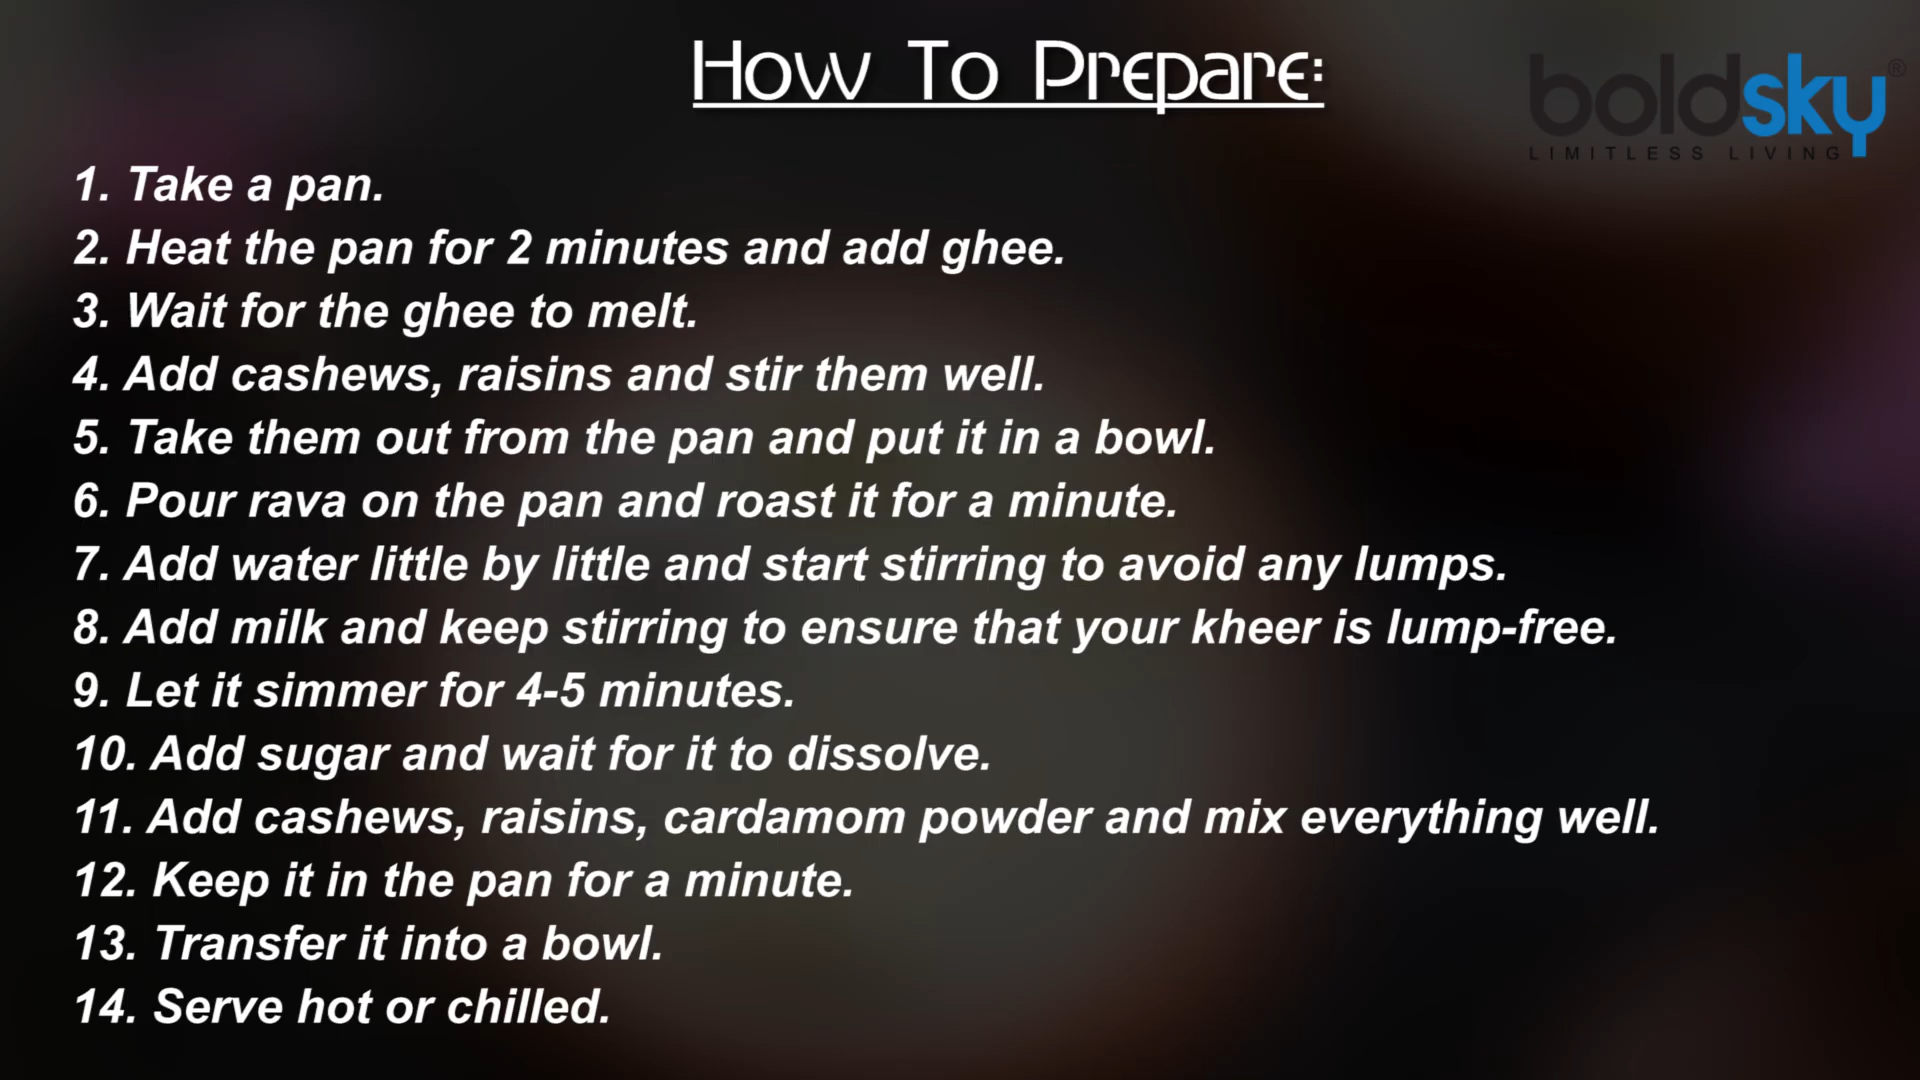 How To Prepare:
boldsky®
LIMITLESS LIVING
1. Take a pan.
2. Heat the pan for 2 minutes and add ghee.
3. Wait for the ghee to melt.
4. Add cashews, raisins and stir them well.
5. Take them out from the pan and put it in a bowl.
6. Pour rava on the pan and roast it for a minute.
7. Add water little by little and start stirring to avoid any lumps.
8. Add milk and keep stirring to ensure that your kheer is lump-free.
9. Let it simmer for 4-5 minutes.
10. Add sugar and wait for it to dissolve.
11. Add cashews, raisins, cardamom powder and mix everything well.
12. Keep it in the pan for a minute.
13. Transfer it into a bowl.
14. Serve hot or chilled.